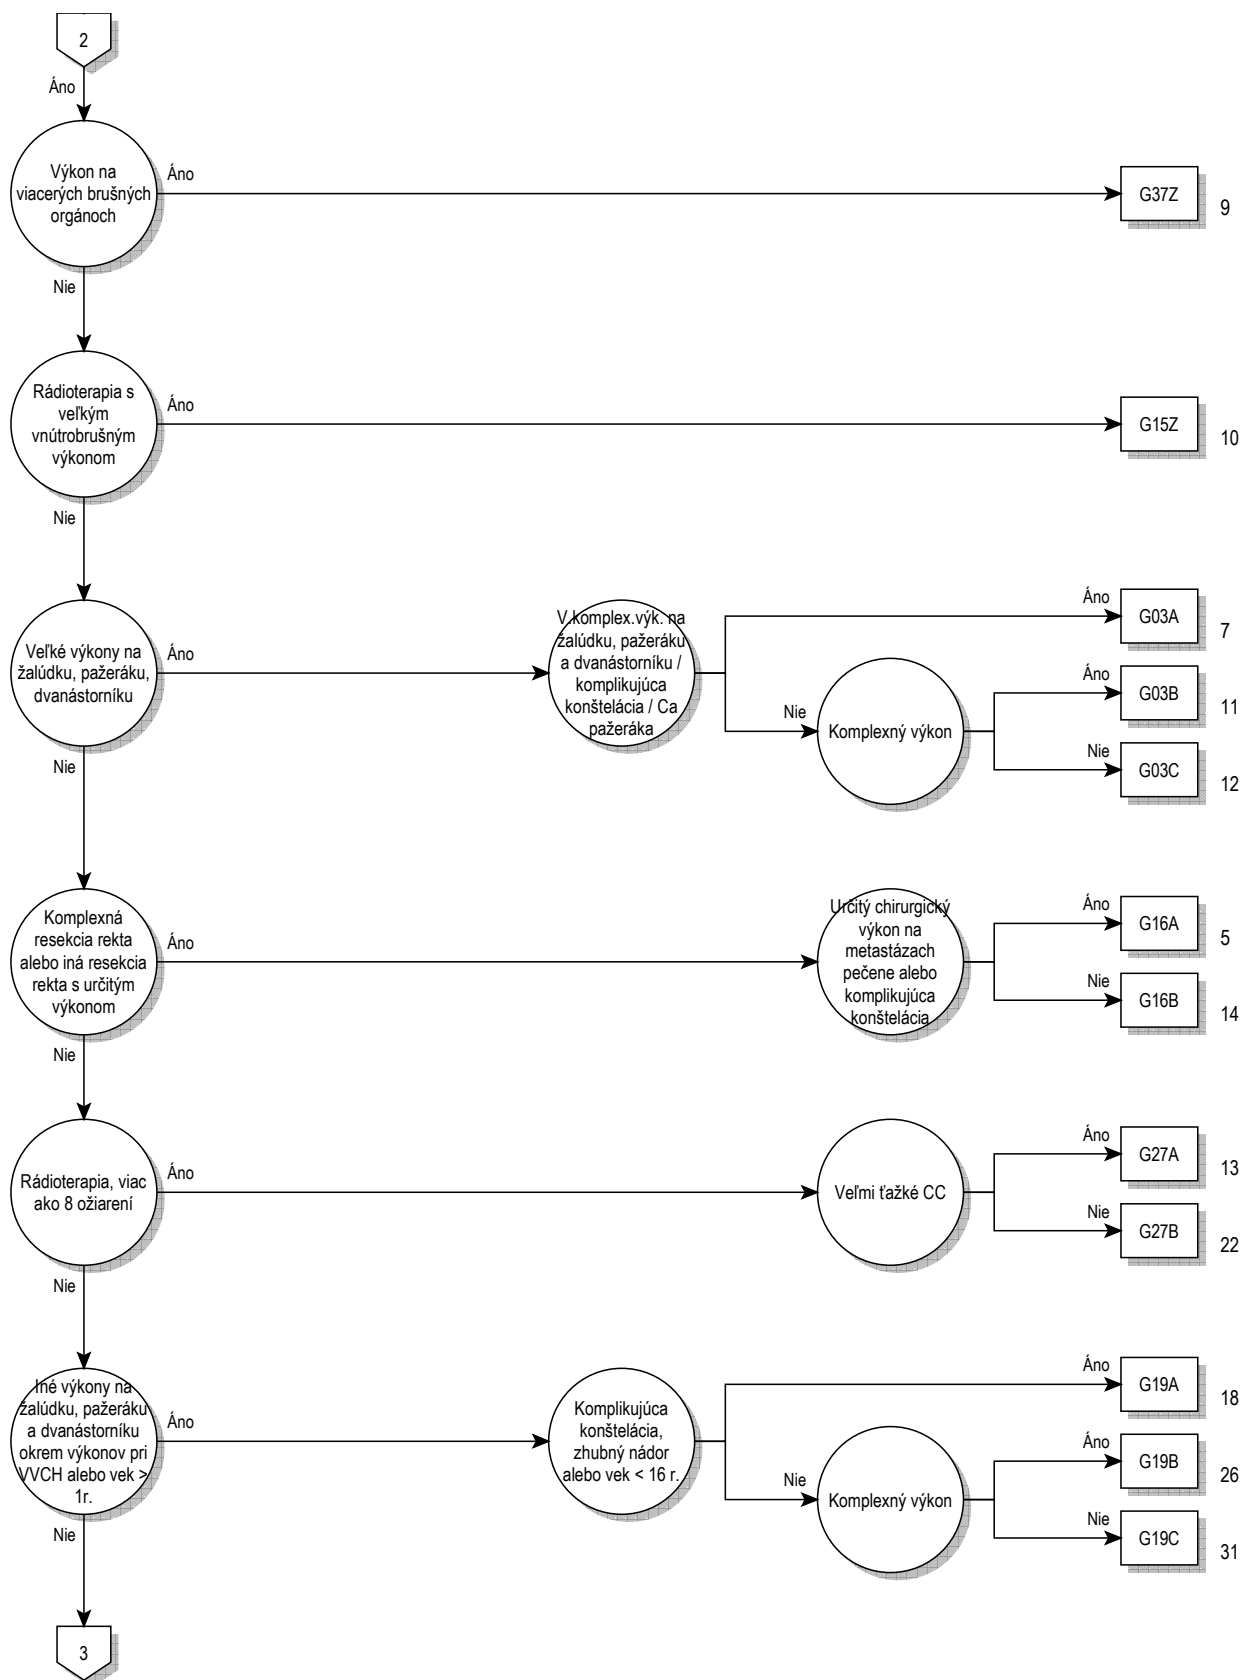 2
Áno
Výkon na
viacerých brušných
orgánoch
Áno
G37Z
9
Nie
Rádioterapia s
veľkým
vnútrobrušným
výkonom
Áno
G15Z
10
Nie
Veľké výkony na
žalúdku, pažeráku,
dvanástorníku
Áno
V.komplex.výk. na
žalúdku, pažeráku
a dvanástorníku /
komplikujúca
konštelácia / Ca
pažeráka
Áno
G03A
7
Nie
Komplexný výkon
Áno
G03B
11
Nie
G03C
12
Nie
Komplexná
resekcia rekta
alebo iná resekcia
rekta s určitým
výkonom
Áno
Určitý chirurgický
výkon na
metastázach
pečene alebo
komplikujúca
konštelácia
Áno
G16A
5
Nie
G16B
14
Nie
Rádioterapia, viac
ako 8 ožiarení
Áno
Veľmi ťažké CC
Áno
G27A
13
Nie
G27B
22
Nie
Iné výkony na
žalúdku, pažeráku
a dvanástorníku
okrem výkonov pri
VVCH alebo vek >
1r.
Áno
Komplikujúca
konštelácia,
zhubný nádor
alebo vek < 16 r.
Áno
G19A
18
Nie
Komplexný výkon
Áno
G19B
26
Nie
G19C
31
Nie
3